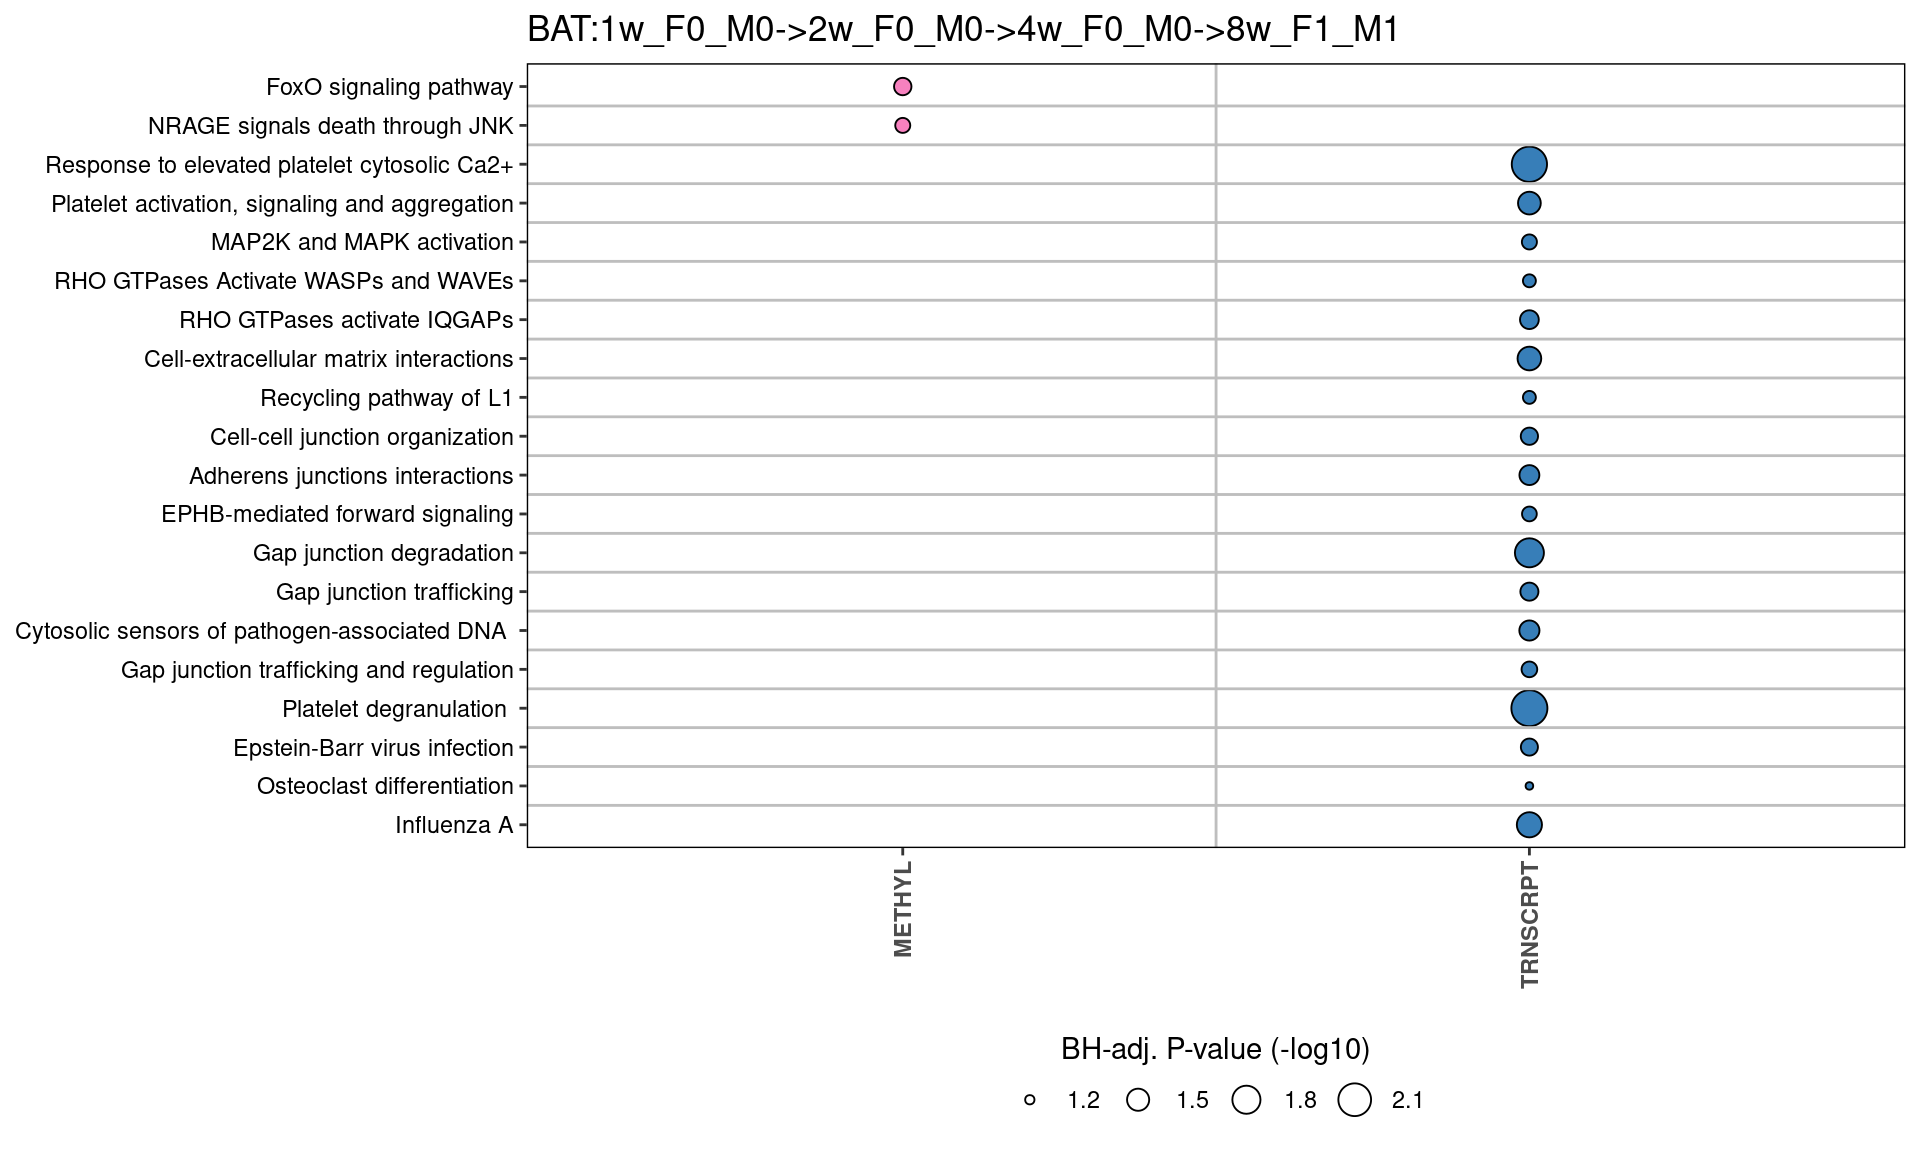 BAT:1w_F0_M0->2w_F0_M0->4w_F0_M0->8w_F1_M1
FoxO signaling pathway
NRAGE signals death through JNK
Response to elevated platelet cytosolic Ca2+
Platelet activation, signaling and aggregation
MAP2K and MAPK activation
RHO GTPases Activate WASPs and WAVEs
RHO GTPases activate IQGAPs
Cell-extracellular matrix interactions
Recycling pathway of L1
Cell-cell junction organization
Adherens junctions interactions
EPHB-mediated forward signaling
Gap junction degradation
Gap junction trafficking
Cytosolic sensors of pathogen-associated DNA
Gap junction trafficking and regulation
Platelet degranulation
Epstein-Barr virus infection
Osteoclast differentiation
Influenza A
METHYL
TRNSCRPT
BH-adj. P-value (-log10)
1.2 1.5 1.8 2.1